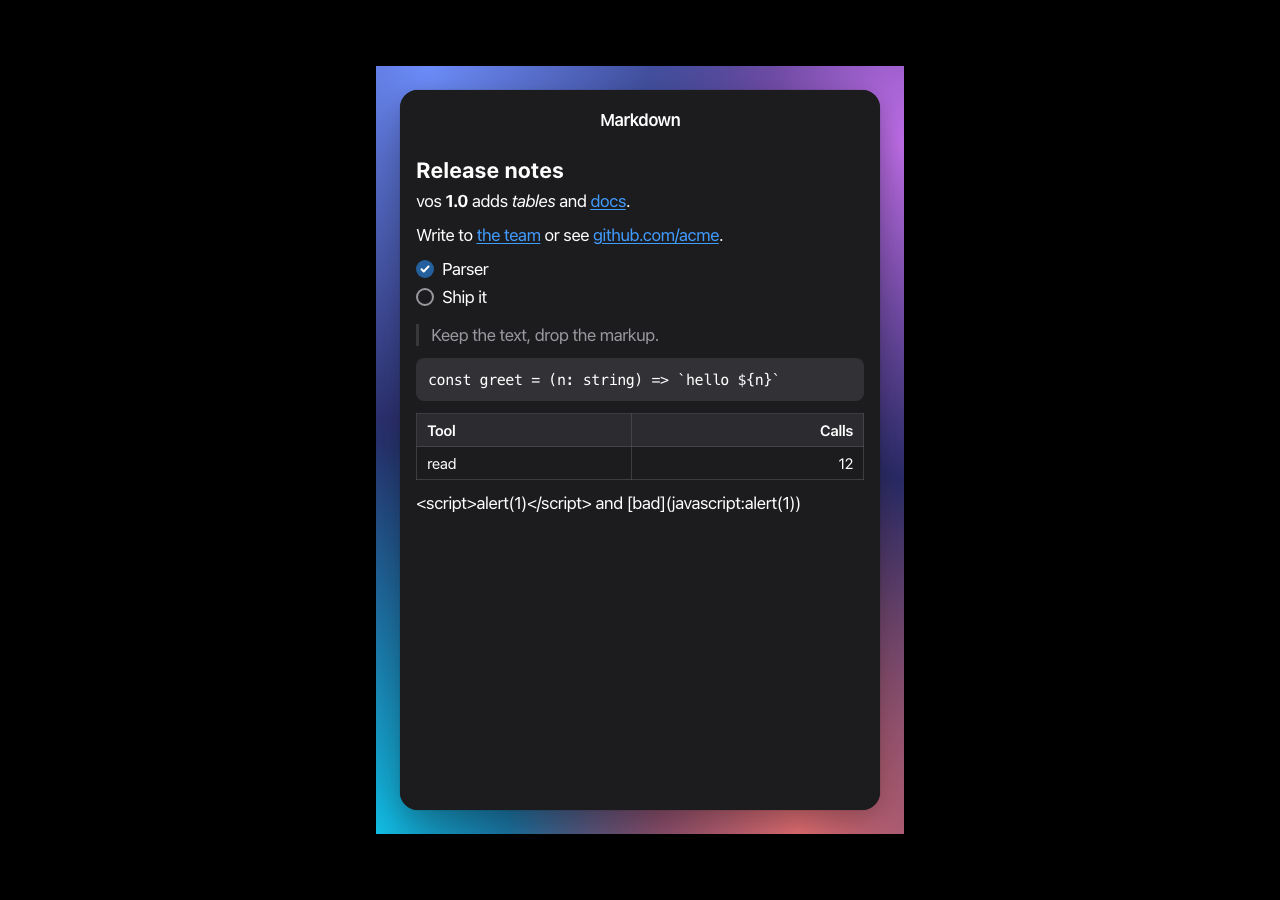 Markdown
Release notes
vos 1.0 adds tables and docs.
Write to the team or see github.com/acme.
Parser
Ship it
Keep the text, drop the markup.
const greet = (n: string) => `hello ${n}`
Tool Calls
read 12
<script>alert(1)</script> and [bad](javascript:alert(1))